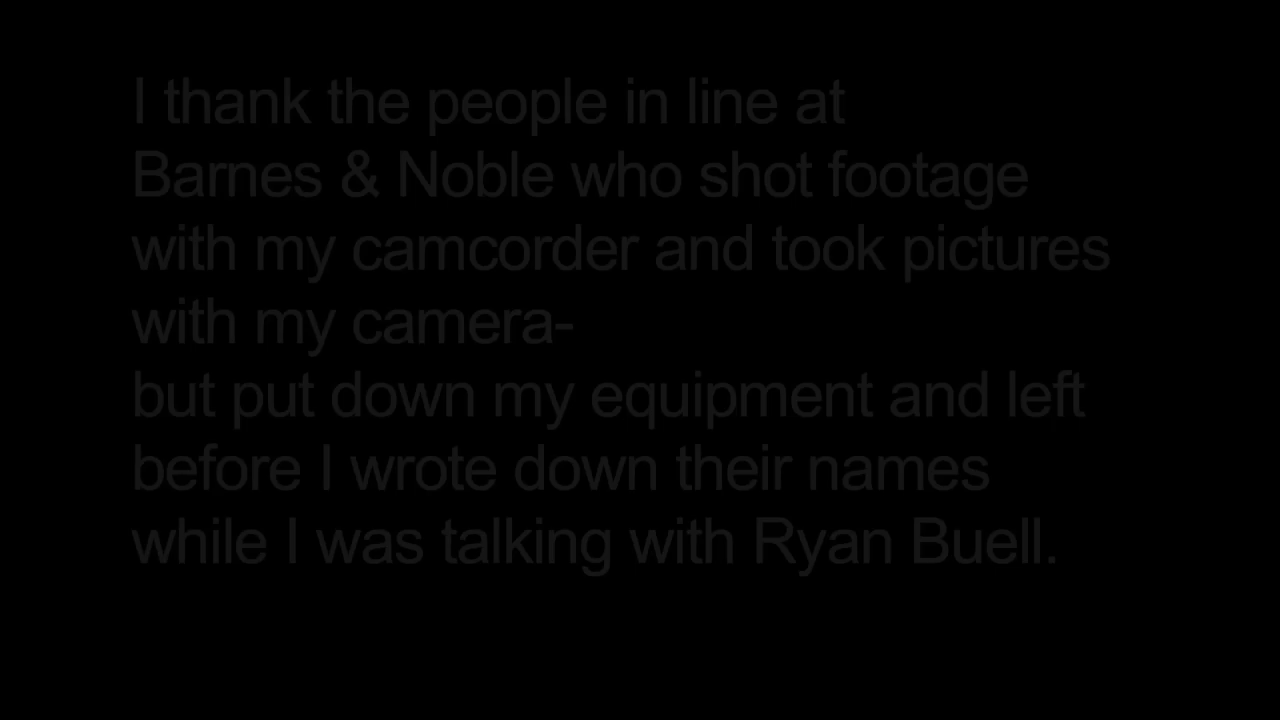 I thank the people in line at
Barnes & Noble who shot footage
with my camcorder and took pictures
with my camera-
but put down my equipment and left
before I wrote down their names
while I was talking with Ryan Buell.